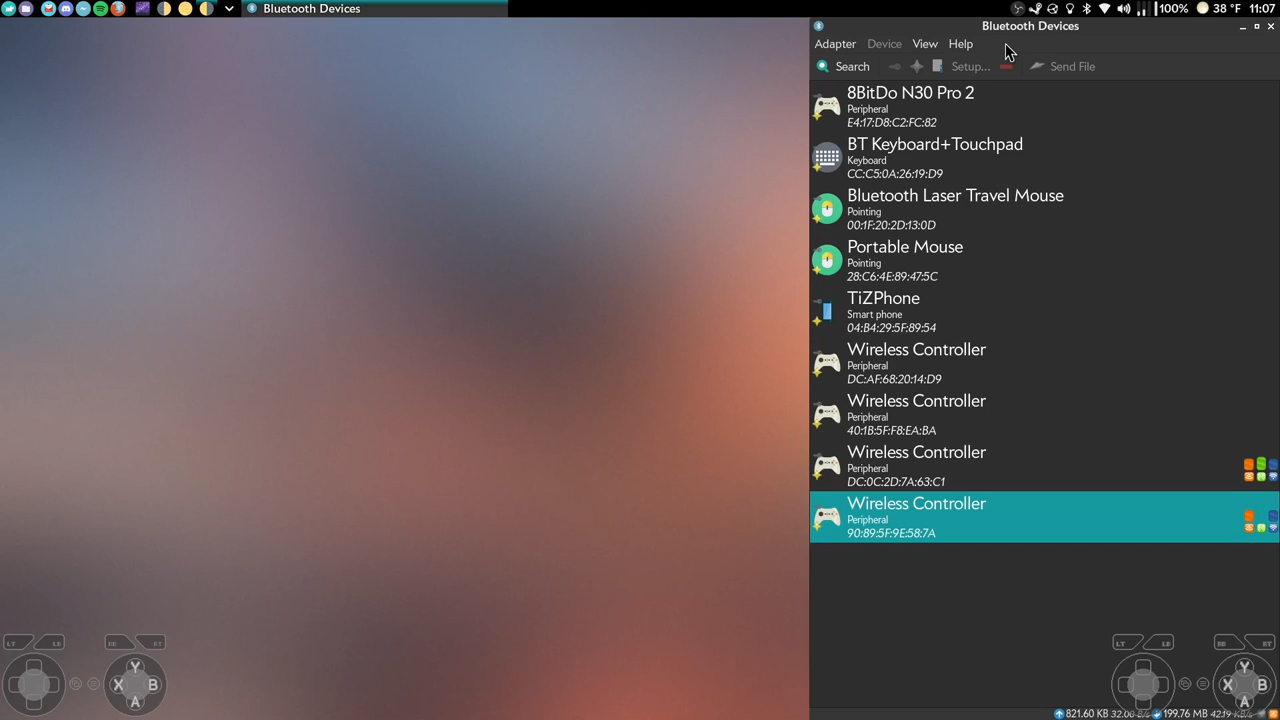 Bluetooth Devices
100%
38 °F
11:07
Bluetooth Devices
Adapter Device View Help
Search Setup... Send File
8BitDo N30 Pro 2
Peripheral
E4:17:D8:C2:FC:82
BT Keyboard+Touchpad
Keyboard
CC:C5:0A:26:19:D9
Bluetooth Laser Travel Mouse
Pointing
00:1F:20:2D:13:0D
Portable Mouse
Pointing
28:C6:4E:89:47:5C
TiZPhone
Smart phone
04:B4:29:5F:89:54
Wireless Controller
Peripheral
DC:AF:68:20:14:D9
Wireless Controller
Peripheral
40:1B:5F:F8:EA:BA
Wireless Controller
Peripheral
DC:0C:2D:7A:63:C1
Wireless Controller
Peripheral
90:89:5F:9E:58:7A
LT
Y
X B
A
LT
Y
X B
A
821.60 KB 199.76 MB